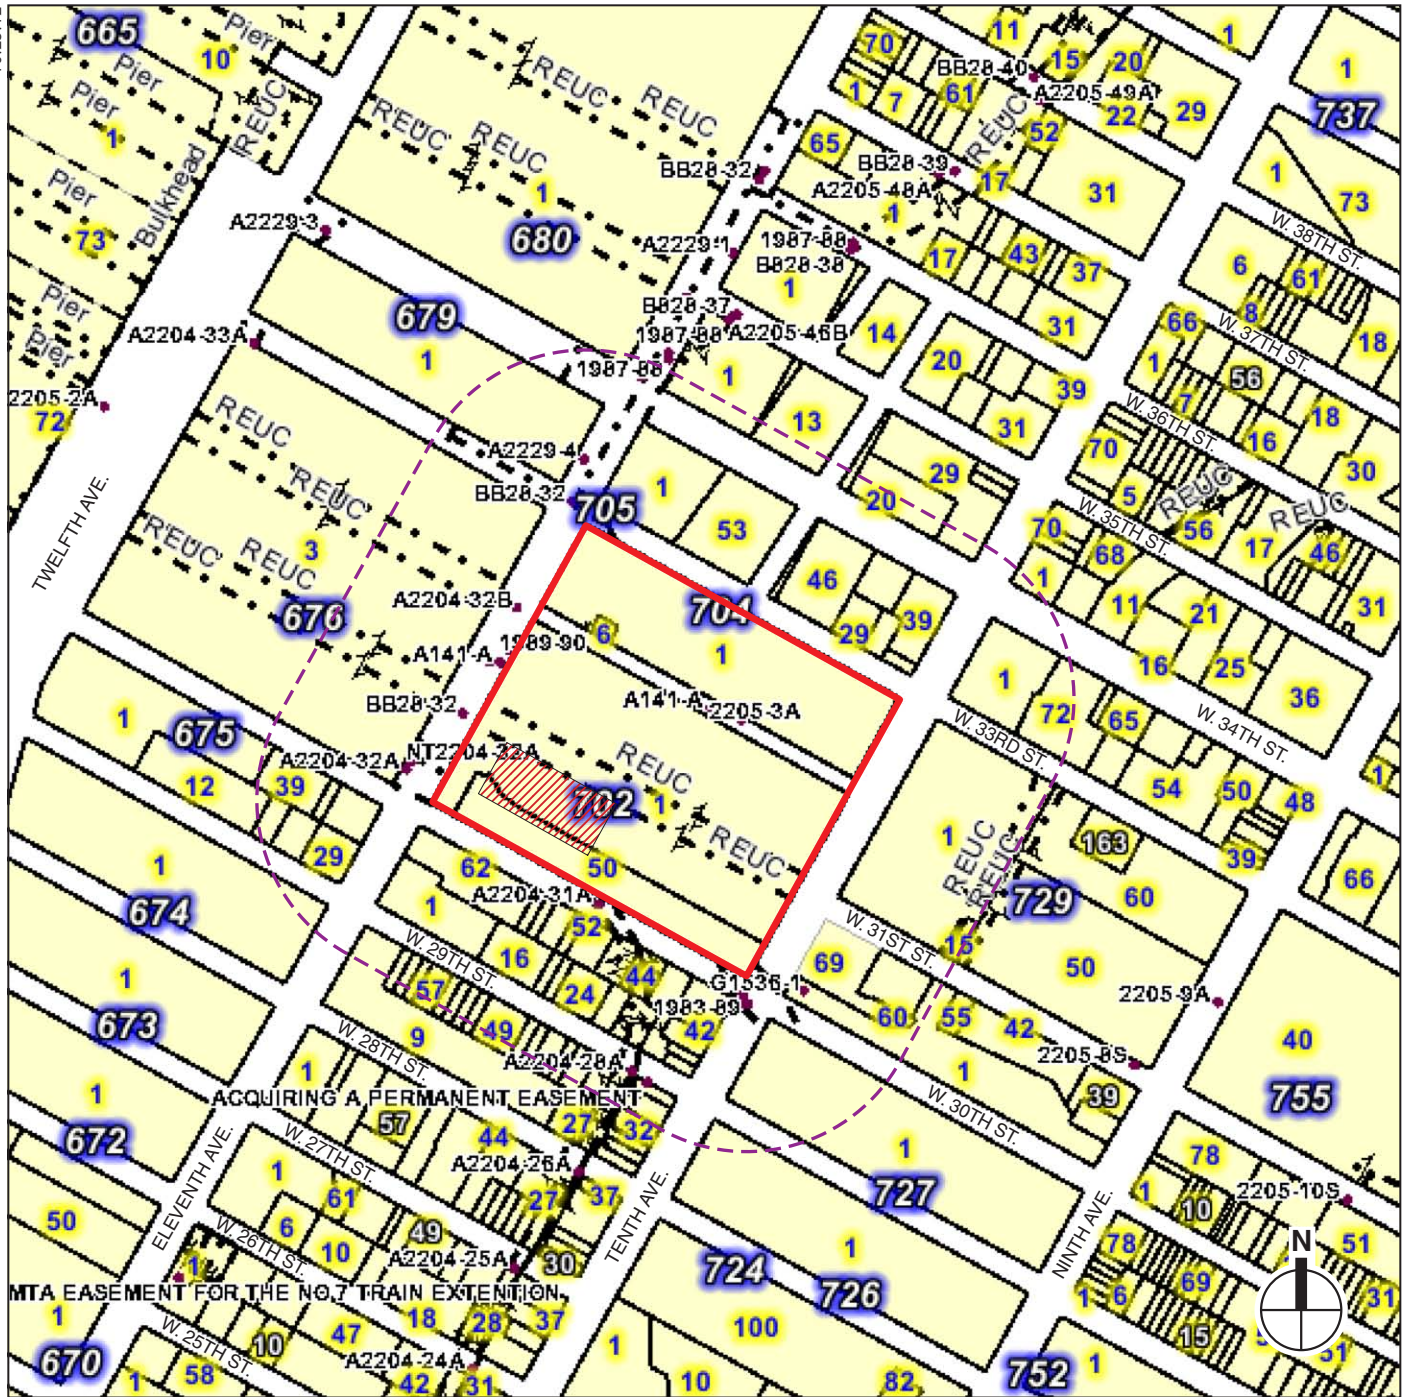 665
10
Pier
Pier
Pier
1
Pier
73
Pier
Pier
Bulkhead
REUC
REUC
REUC
REUC
REUC
1
680
70
11
15
20
1
1
737
BB28-40
A2205-49A
1
7
61
22
29
REUC
52
65
BB28-39
17
31
1
73
BB28-32
A2205-48A
1
W. 38TH ST.
A2229-3
A2229-1
1987-88
BB28-38
1
17
43
37
6
61
8
679
1
BB28-37
1987-88
A2205-46B
14
31
66
18
W. 37TH ST.
A2204-33A
1987-88
1
13
20
39
31
1
7
56
18
16
W. 36TH ST.
2205-2A
72
REUC
REUC
REUC
REUC
3
676
A2229-4
BB28-32
705
1
53
29
20
70
5
REUC
REUC
30
56
17
46
W. 35TH ST.
70
68
1
11
21
31
TWELFTH AVE.
A2204-32B
6
704
1
46
29
39
A141-A
1989-90
BB28-32
A141-A
2205-3A
16
25
36
1
72
65
W. 34TH ST.
W. 33RD ST.
1
675
12
39
29
A2204-32A
NT2204-32A
REUC
702
1
REUC
50
54
50
48
1
39
163
1
REUC
REUC
729
60
66
1
674
62
1
A2204-31A
52
16
24
44
W. 29TH ST.
57
49
G1536-1
1983-89
42
69
W. 31ST ST.
16
50
60
55
42
2205-9A
40
755
1
673
9
W. 28TH ST.
A2204-28A
2205-8S
1
39
W. 30TH ST.
1
672
1
ACQUIRING A PERMANENT EASEMENT
57
44
27
32
W. 27TH ST.
A2204-26A
1
727
78
1
10
2205-10S
50
ELEVENTH AVE.
1
61
6
10
W. 26TH ST.
49
27
37
A2204-25A
30
TENTH AVE.
NINTH AVE.
724
1
726
78
1
6
69
15
51
31
51
N
1
MTA EASEMENT FOR THE NO.7 TRAIN EXTENTION
1
670
W. 25TH ST.
10
47
18
28
37
A2204-24A
1
58
42
31
1
100
10
82
752
1